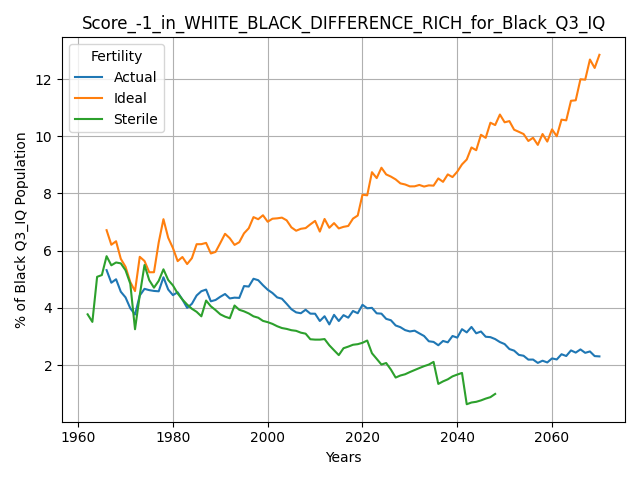 Score_-1_in_WHITE_BLACK_DIFFERENCE_RICH_for_Black_Q3_IQ
Fertility
Actual
Ideal
Sterile
% of Black Q3_IQ Population
12
10
8
6
4
2
1960 1980 2000 2020 2040 2060
Years